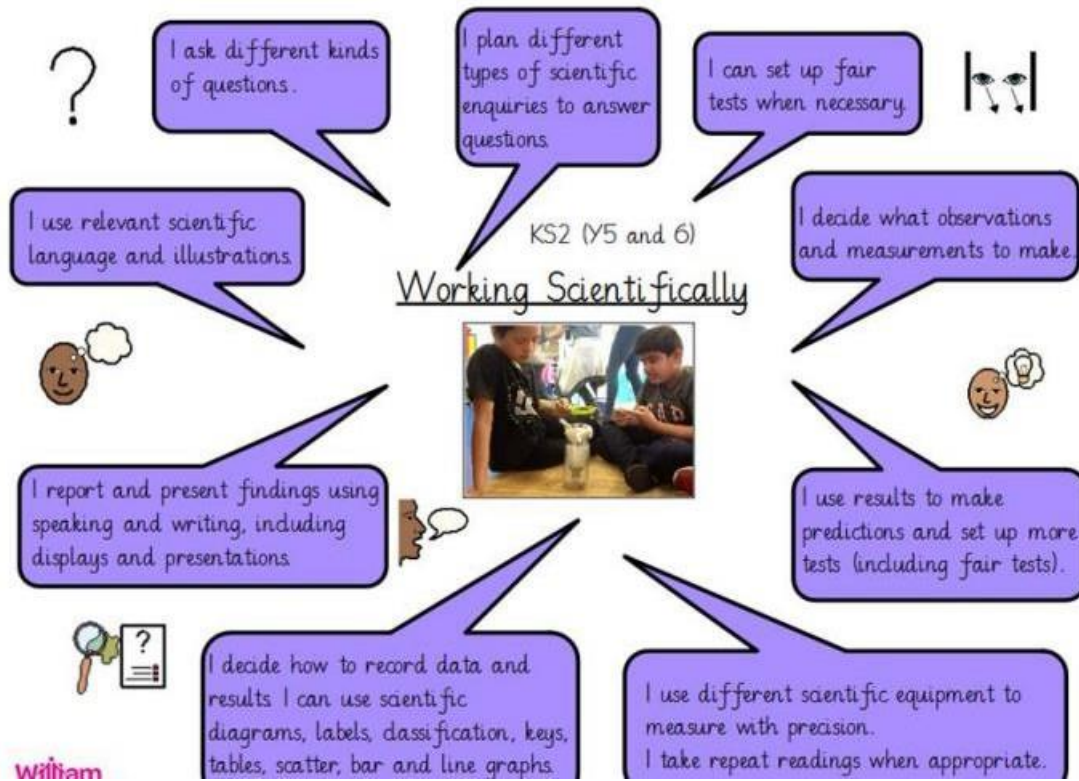 ?
I ask different kinds
of questions.
I plan different
types of scientific
enquiries to answer
questions.
I can set up fair
tests when necessary.
I use relevant scientific
language and illustrations.
KS2 (Y5 and 6)
Working Scientifically
I decide what observations
and measurements to make.
I report and present findings using
speaking and writing, including
displays and presentations.
I use results to make
predictions and set up more
tests (including fair tests).
?
I decide how to record data and
results. I can use scientific
diagrams, labels, classification, keys,
tables, scatter, bar and line graphs.
I use different scientific equipment to
measure with precision.
I take repeat readings when appropriate.
William